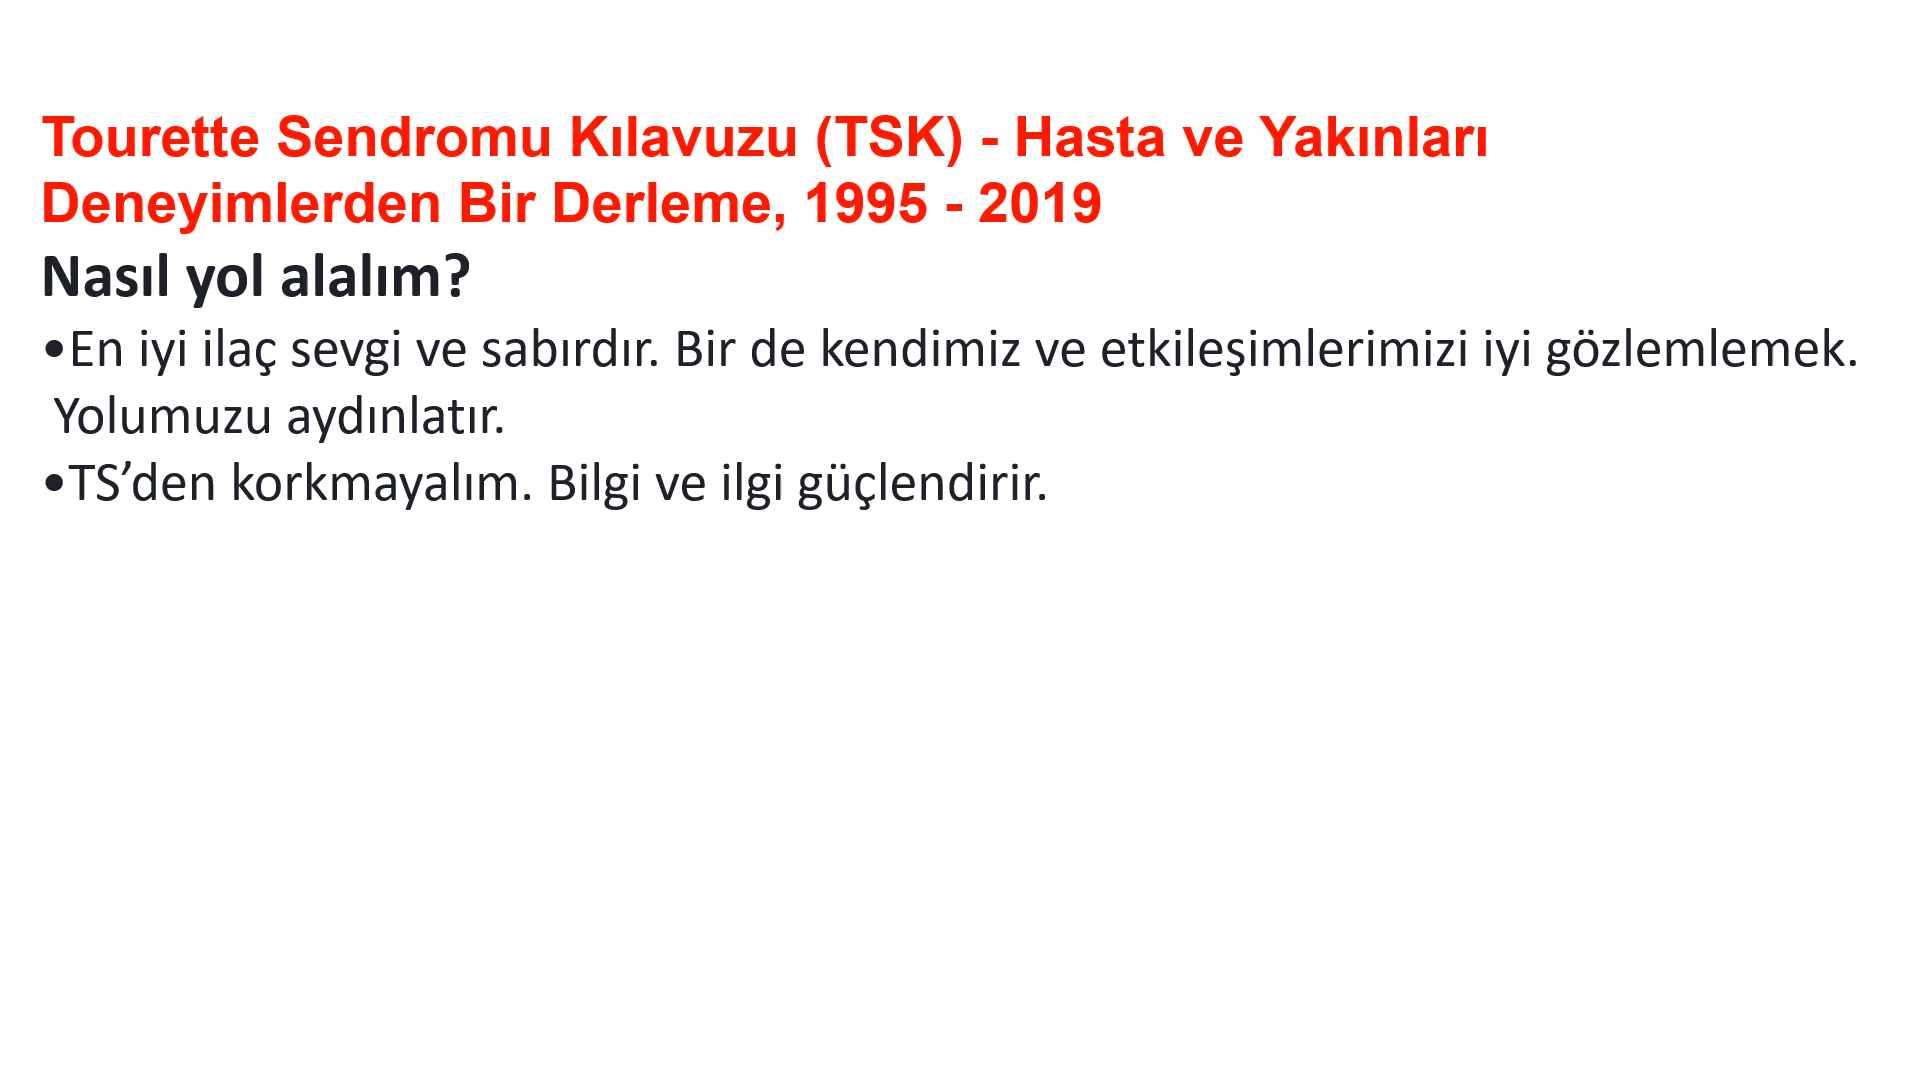 Tourette Sendromu Kılavuzu (TSK) - Hasta ve Yakınları
Deneyimlerden Bir Derleme, 1995 - 2019
Nasıl yol alalım?
•En iyi ilaç sevgi ve sabırdır. Bir de kendimiz ve etkileşimlerimizi iyi gözlemlemek.
Yolumuzu aydınlatır.
•TS’den korkmayalım. Bilgi ve ilgi güçlendirir.